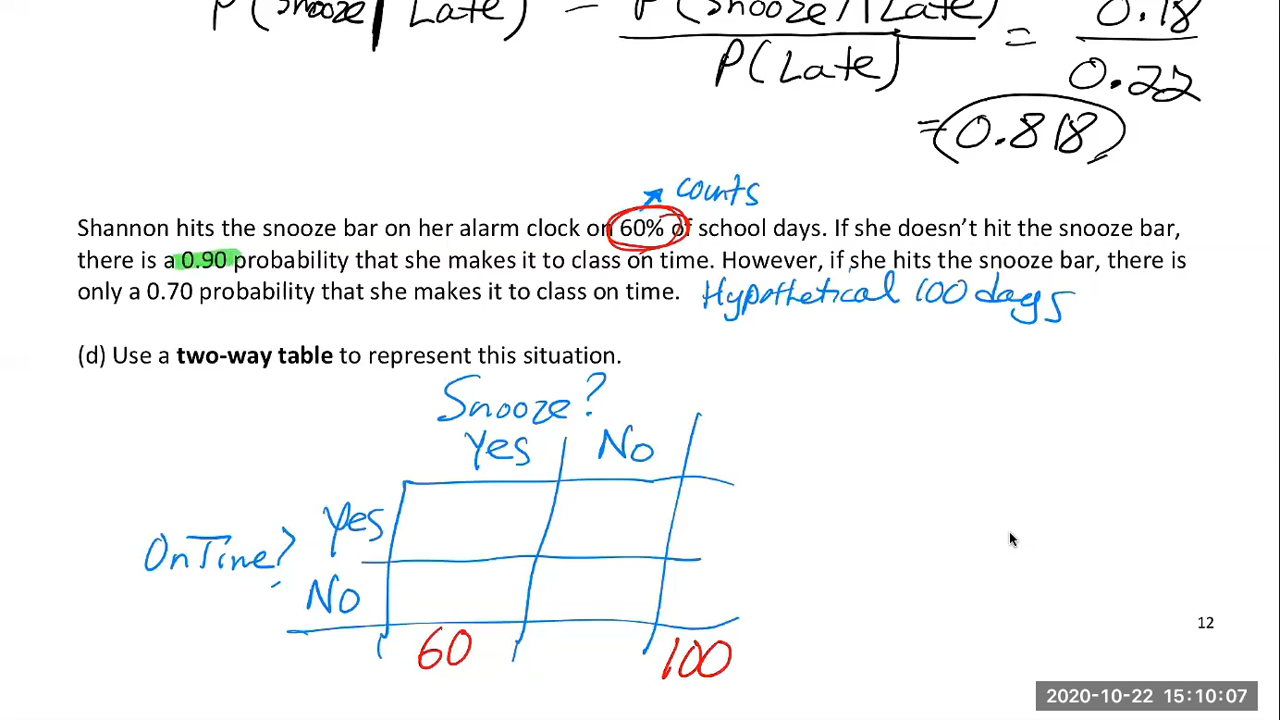 P(Snooze | Late) = P(Snooze ∩ Late) / P(Late) = 0.18 / 0.22
= 0.818
counts
Shannon hits the snooze bar on her alarm clock on 60% of school days. If she doesn’t hit the snooze bar,
there is a 0.90 probability that she makes it to class on time. However, if she hits the snooze bar, there is
only a 0.70 probability that she makes it to class on time. Hypothetical 100 days
(d) Use a two-way table to represent this situation.
Snooze?
Yes No
Yes
OnTime?
No
60 100
12
2020-10-22 15:10:07